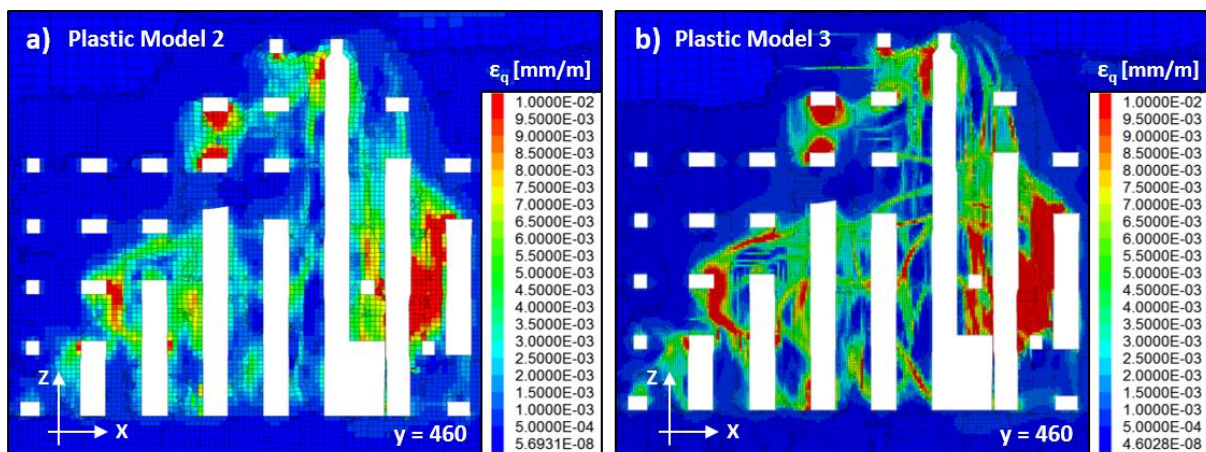 a) Plastic Model 2
ε_q [mm/m]
1.0000E-02
9.5000E-03
9.0000E-03
8.5000E-03
8.0000E-03
7.5000E-03
7.0000E-03
6.5000E-03
6.0000E-03
5.5000E-03
5.0000E-03
4.5000E-03
4.0000E-03
3.5000E-03
3.0000E-03
2.5000E-03
2.0000E-03
1.5000E-03
1.0000E-03
5.0000E-04
5.6931E-08
Z
X
y = 460
b) Plastic Model 3
ε_q [mm/m]
1.0000E-02
9.5000E-03
9.0000E-03
8.5000E-03
8.0000E-03
7.5000E-03
7.0000E-03
6.5000E-03
6.0000E-03
5.5000E-03
5.0000E-03
4.5000E-03
4.0000E-03
3.5000E-03
3.0000E-03
2.5000E-03
2.0000E-03
1.5000E-03
1.0000E-03
5.0000E-04
4.6028E-08
Z
X
y = 460